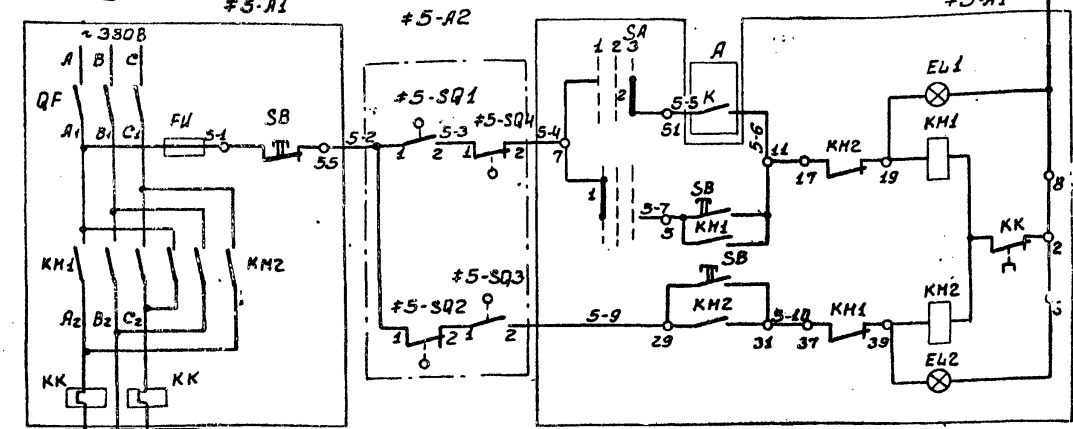 #5-A1
#5-A2
#5-A1
~380В
A B C
QF
A1 B1 C1
FU
5-1
SB
55
5-2
#5-SQ1
1 2
5-3
#5-SQ4
1 2
5-4
7
SA
1 2 3
2
1
A
5-5
51
K
5-6
11
17
KM2
19
EL1
KM1
8
5-7
5
SB
KM1
SB
KK
2
KM1
KM2
A2 B2 C2
#5-SQ2
1 2
#5-SQ3
1 2
5-9
29
KM2
31
5-10
37
KM1
39
KM2
EL2
KK
KK